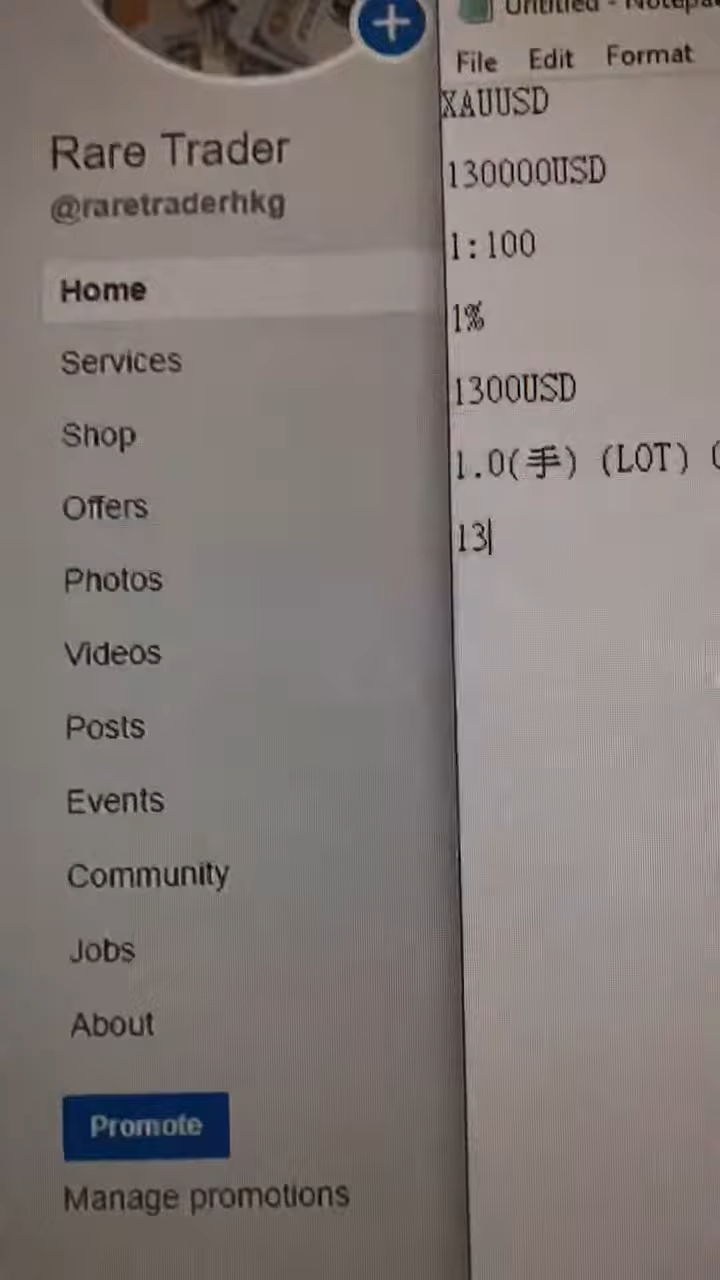 Rare Trader
@raretraderhkg
Home
Services
Shop
Offers
Photos
Videos
Posts
Events
Community
Jobs
About
Promote
Manage promotions
Untitled -
File Edit Format
XAUUSD
130000USD
1:100
1%
1300USD
1.0(手) (LOT)
13